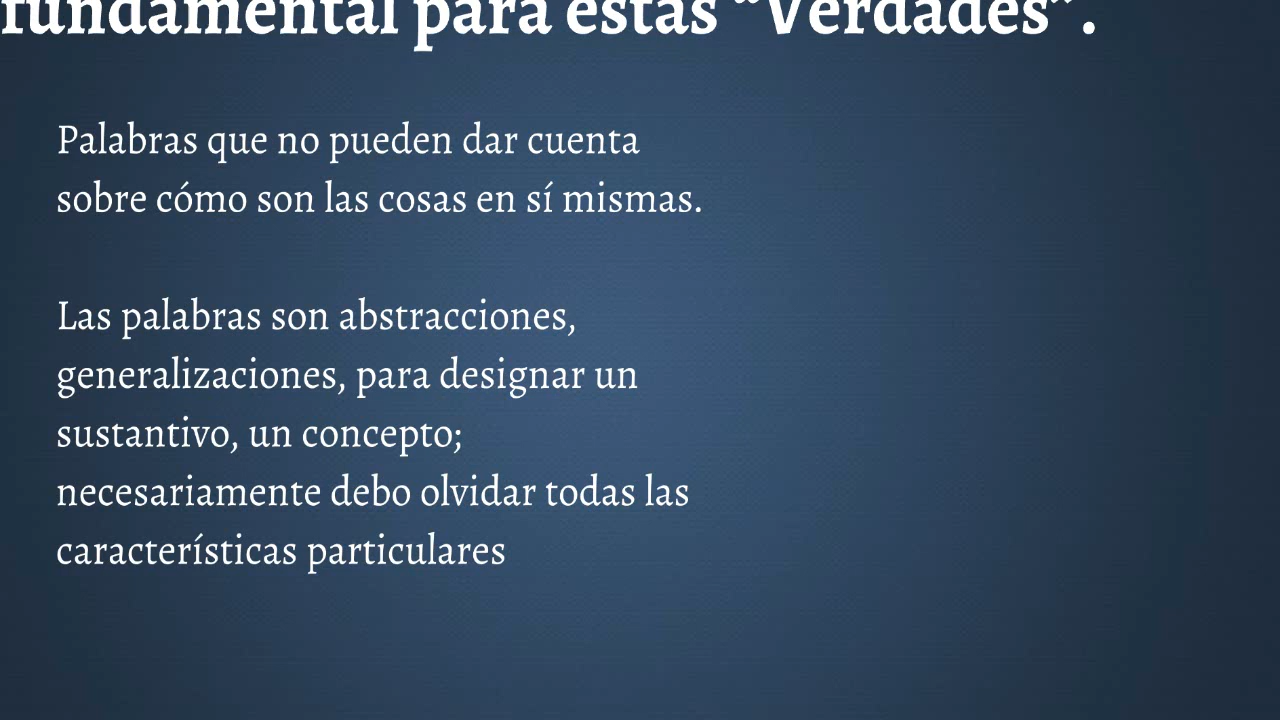 fundamental para estas “Verdades”.
Palabras que no pueden dar cuenta
sobre cómo son las cosas en sí mismas.
Las palabras son abstracciones,
generalizaciones, para designar un
sustantivo, un concepto;
necesariamente debo olvidar todas las
características particulares